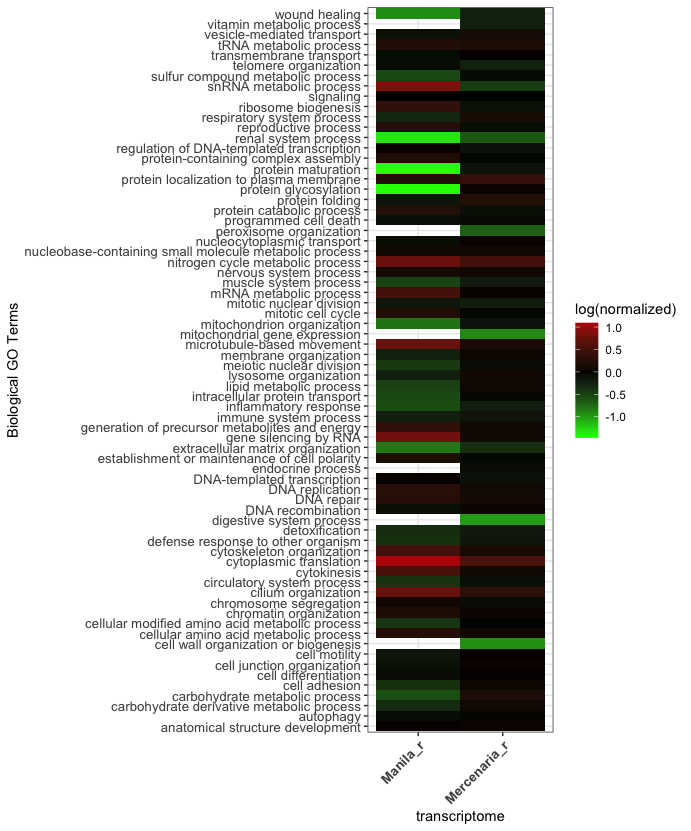 wound healing
vitamin metabolic process
vesicle-mediated transport
tRNA metabolic process
transmembrane transport
telomere organization
sulfur compound metabolic process
snRNA metabolic process
signaling
ribosome biogenesis
respiratory system process
reproductive process
renal system process
regulation of DNA-templated transcription
protein-containing complex assembly
protein maturation
protein localization to plasma membrane
protein glycosylation
protein folding
protein catabolic process
programmed cell death
peroxisome organization
nucleocytoplasmic transport
nucleobase-containing small molecule metabolic process
nitrogen cycle metabolic process
nervous system process
muscle system process
mRNA metabolic process
mitotic nuclear division
mitotic cell cycle
mitochondrion organization
mitochondrial gene expression
microtubule-based movement
membrane organization
meiotic nuclear division
lysosome organization
lipid metabolic process
intracellular protein transport
inflammatory response
immune system process
generation of precursor metabolites and energy
gene silencing by RNA
extracellular matrix organization
establishment or maintenance of cell polarity
endocrine process
DNA-templated transcription
DNA replication
DNA repair
DNA recombination
digestive system process
detoxification
defense response to other organism
cytoskeleton organization
cytoplasmic translation
cytokinesis
circulatory system process
cilium organization
chromosome segregation
chromatin organization
cellular modified amino acid metabolic process
cellular amino acid metabolic process
cell wall organization or biogenesis
cell motility
cell junction organization
cell differentiation
cell adhesion
carbohydrate metabolic process
carbohydrate derivative metabolic process
autophagy
anatomical structure development
Biological GO Terms
Manila_r
Mercenaria_r
transcriptome
log(normalized)
1.0
0.5
0.0
-0.5
-1.0